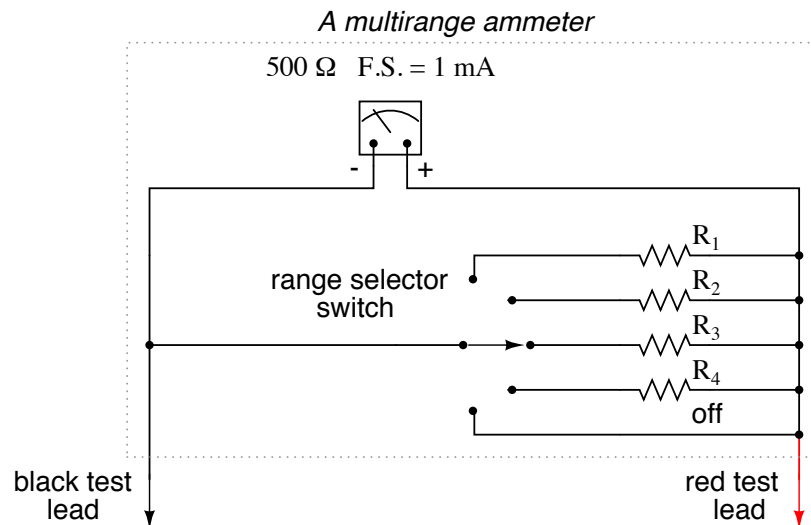 A multirange ammeter
500 Ω F.S. = 1 mA
- +
R1
range selector
switch
R2
R3
R4
off
black test
lead
red test
lead